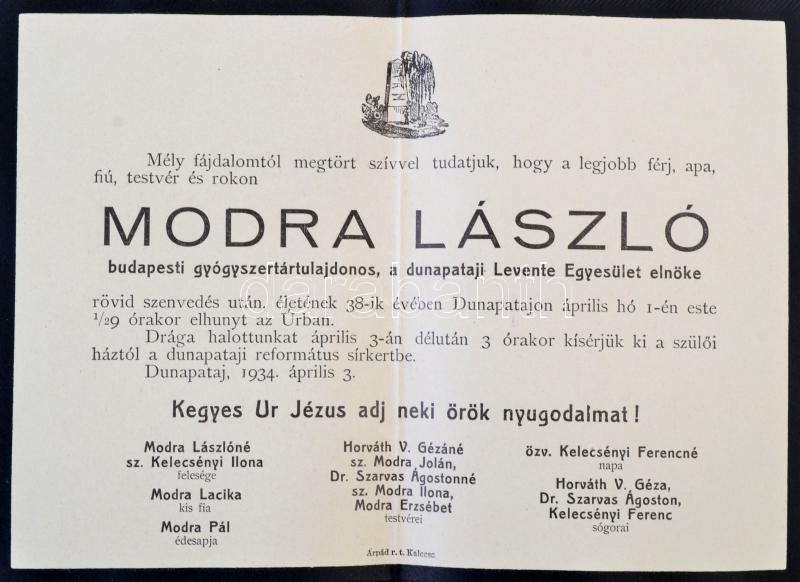 Mély fájdalomtól megtört szívvel tudatjuk, hogy a legjobb férj, apa,
fiú, testvér és rokon
MODRA LÁSZLÓ
budapesti gyógyszertártulajdonos, a dunapataji Levente Egyesület elnöke
rövid szenvedés után, életének 38-ik évében Dunapatajon április hó 1-én este
1/29 órakor elhunyt az Úrban.
Drága halottunkat április 3-án délután 3 órakor kísérjük ki a szülői
háztól a dunapataji református sírkertbe.
Dunapataj, 1934. április 3.
Kegyes Ur Jézus adj neki örök nyugodalmat!
Modra Lászlóné
sz. Kelecsényi Ilona
felesége
Modra Lacika
kis fia
Modra Pál
édesapja
Horváth V. Gézáné
sz. Modra Jolán,
Dr. Szarvas Ágostonné
sz. Modra Ilona,
Modra Erzsébet
testvérei
özv. Kelecsényi Ferencné
napa
Horváth V. Géza,
Dr. Szarvas Ágoston,
Kelecsényi Ferenc
sógorai
Árpád r. t. Kalocsa
darabanth